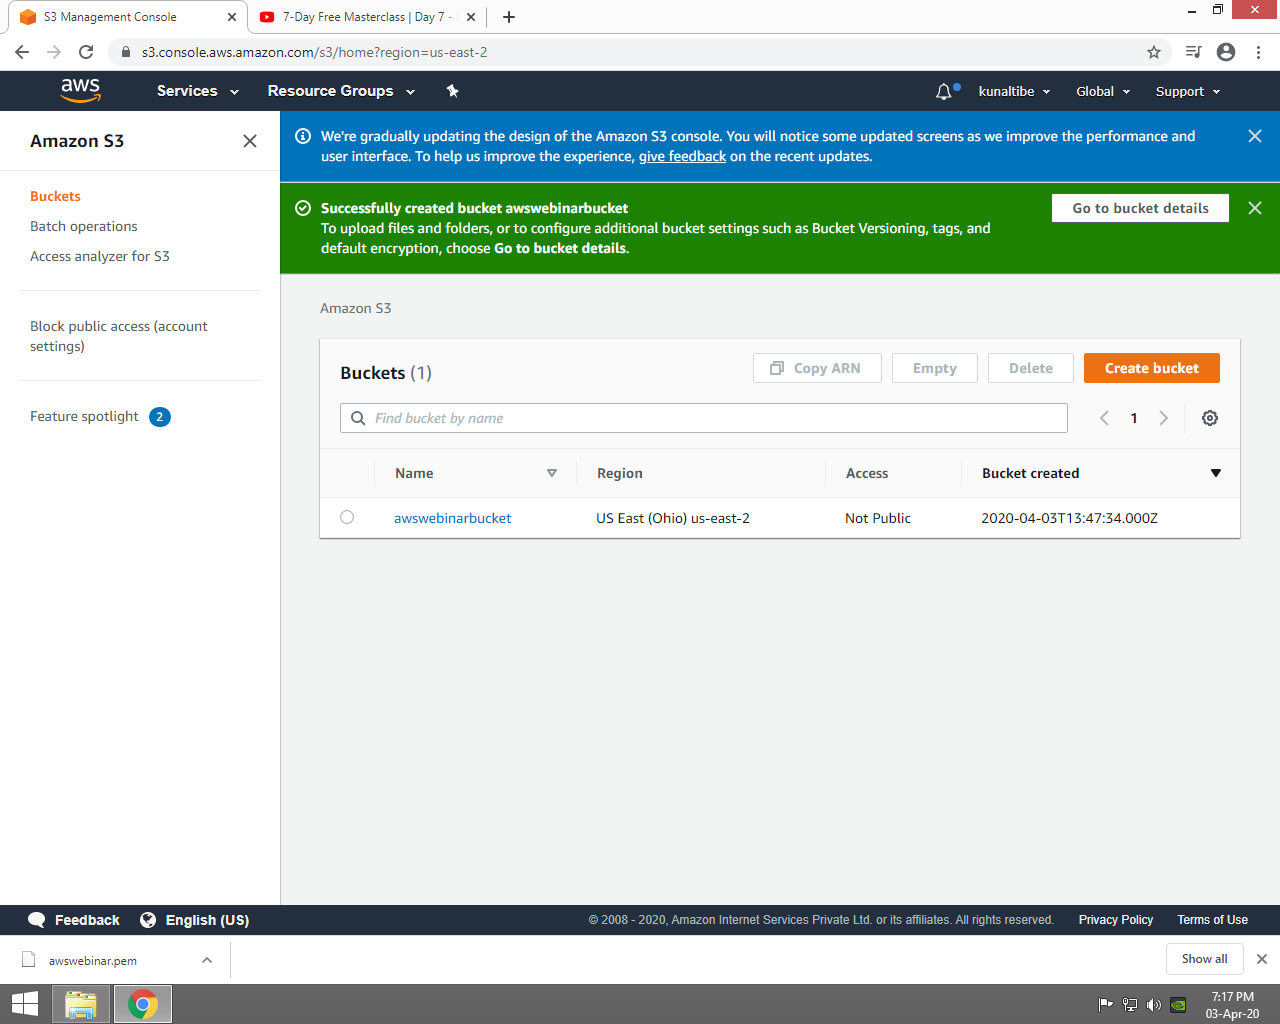 S3 Management Console
7-Day Free Masterclass | Day 7 -
s3.console.aws.amazon.com/s3/home?region=us-east-2
aws
Services
Resource Groups
kunaltibe
Global
Support
Amazon S3
Buckets
Batch operations
Access analyzer for S3
Block public access (account
settings)
Feature spotlight 2
We're gradually updating the design of the Amazon S3 console. You will notice some updated screens as we improve the performance and
user interface. To help us improve the experience, give feedback on the recent updates.
Successfully created bucket awswebinarbucket
To upload files and folders, or to configure additional bucket settings such as Bucket Versioning, tags, and
default encryption, choose Go to bucket details.
Go to bucket details
Amazon S3
Buckets (1)
Copy ARN
Empty
Delete
Create bucket
Find bucket by name
1
Name
Region
Access
Bucket created
awswebinarbucket
US East (Ohio) us-east-2
Not Public
2020-04-03T13:47:34.000Z
Feedback
English (US)
© 2008 - 2020, Amazon Internet Services Private Ltd. or its affiliates. All rights reserved.
Privacy Policy
Terms of Use
awswebinar.pem
Show all
7:17 PM
03-Apr-20